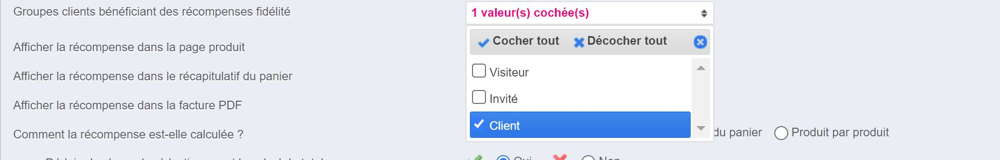 Groupes clients bénéficiant des récompenses fidélité
1 valeur(s) cochée(s)
Cocher tout Décocher tout
Afficher la récompense dans la page produit
Visiteur
Afficher la récompense dans le récapitulatif du panier
Invité
Afficher la récompense dans la facture PDF
Client
Comment la récompense est-elle calculée ?
du panier Produit par produit
Oui Non